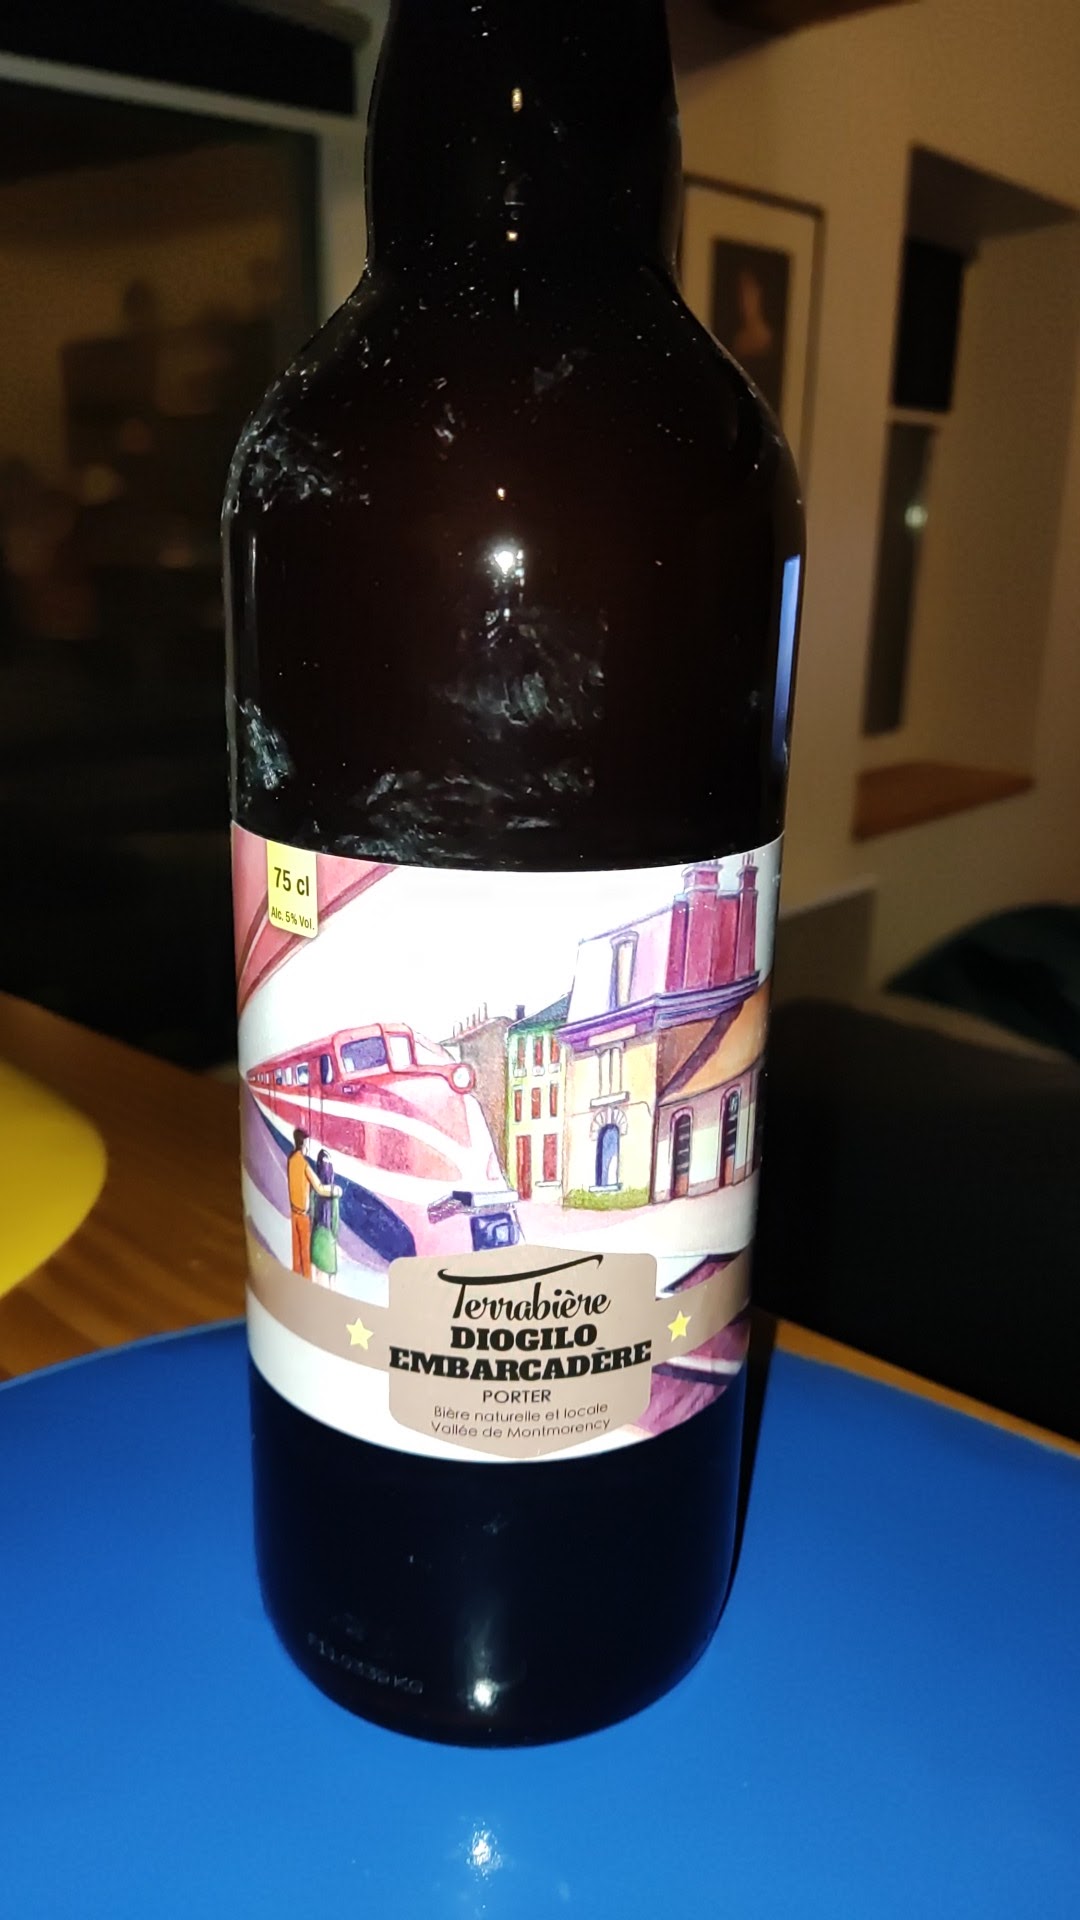 75 cl
Alc. 5% Vol.
Terrabière
DIOGILO
EMBARCADÈRE
PORTER
Bière naturelle et locale
Vallée de Montmorency